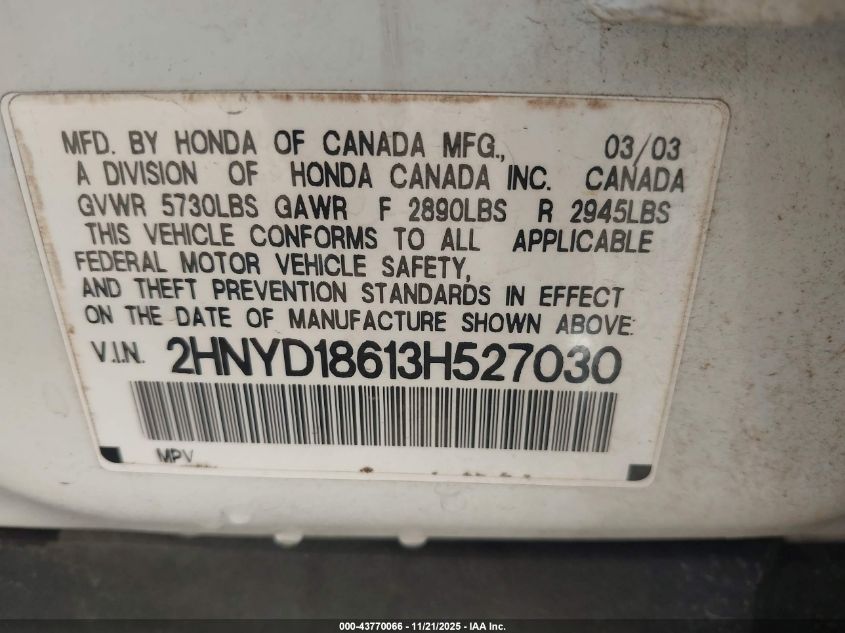 MFD. BY HONDA OF CANADA MFG., 03/03
A DIVISION OF HONDA CANADA INC. CANADA
GVWR 5730LBS GAWR F 2890LBS R 2945LBS
THIS VEHICLE CONFORMS TO ALL APPLICABLE
FEDERAL MOTOR VEHICLE SAFETY,
AND THEFT PREVENTION STANDARDS IN EFFECT
ON THE DATE OF MANUFACTURE SHOWN ABOVE:
V.I.N. 2HNYD18613H527030
MPV
000-43770066 - 11/21/2025 - IAA Inc.